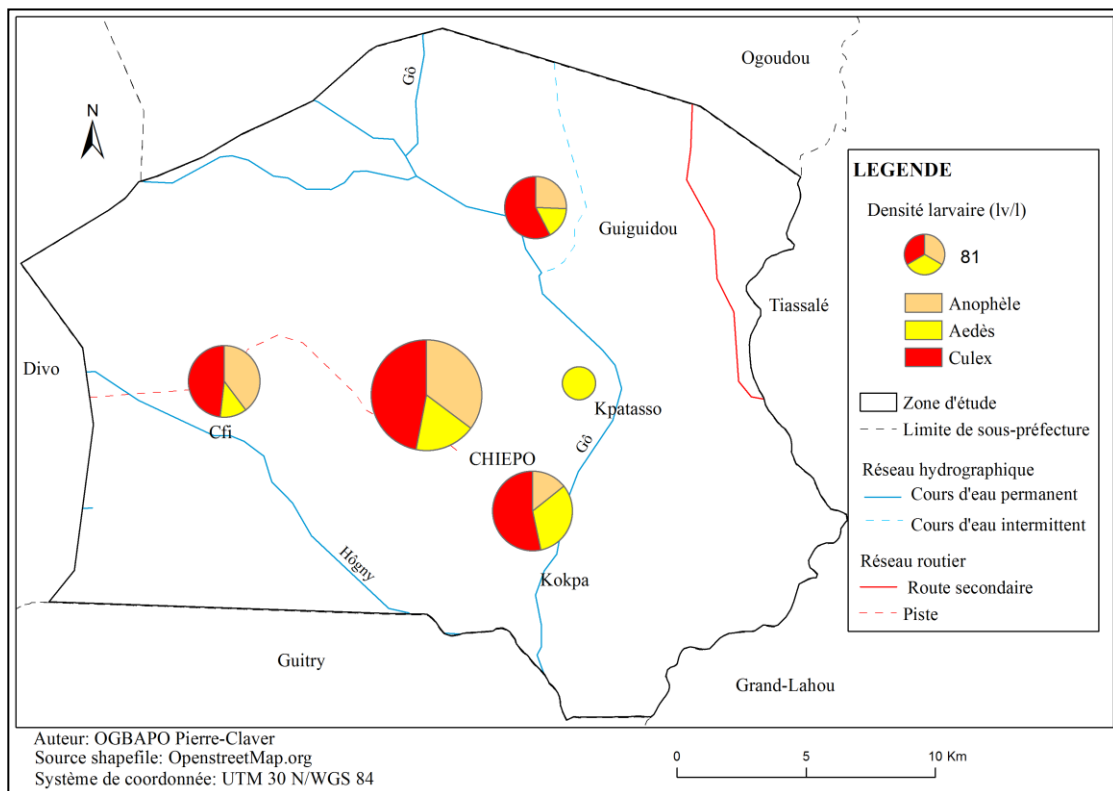 Ogoudou
Gô
N
Guiguidou
Tiassalé
Divo
Cfi
Kpatasso
CHIEPO
Gô
Kokpa
Hôgny
Guitry
Grand-Lahou
LEGENDE
Densité larvaire (lv/l)
81
Anophèle
Aedès
Culex
Zone d'étude
Limite de sous-préfecture
Réseau hydrographique
Cours d'eau permanent
Cours d'eau intermittent
Réseau routier
Route secondaire
Piste
Auteur: OGBAPO Pierre-Claver
Source shapefile: OpenstreetMap.org
Système de coordonnée: UTM 30 N/WGS 84
0 5 10 Km